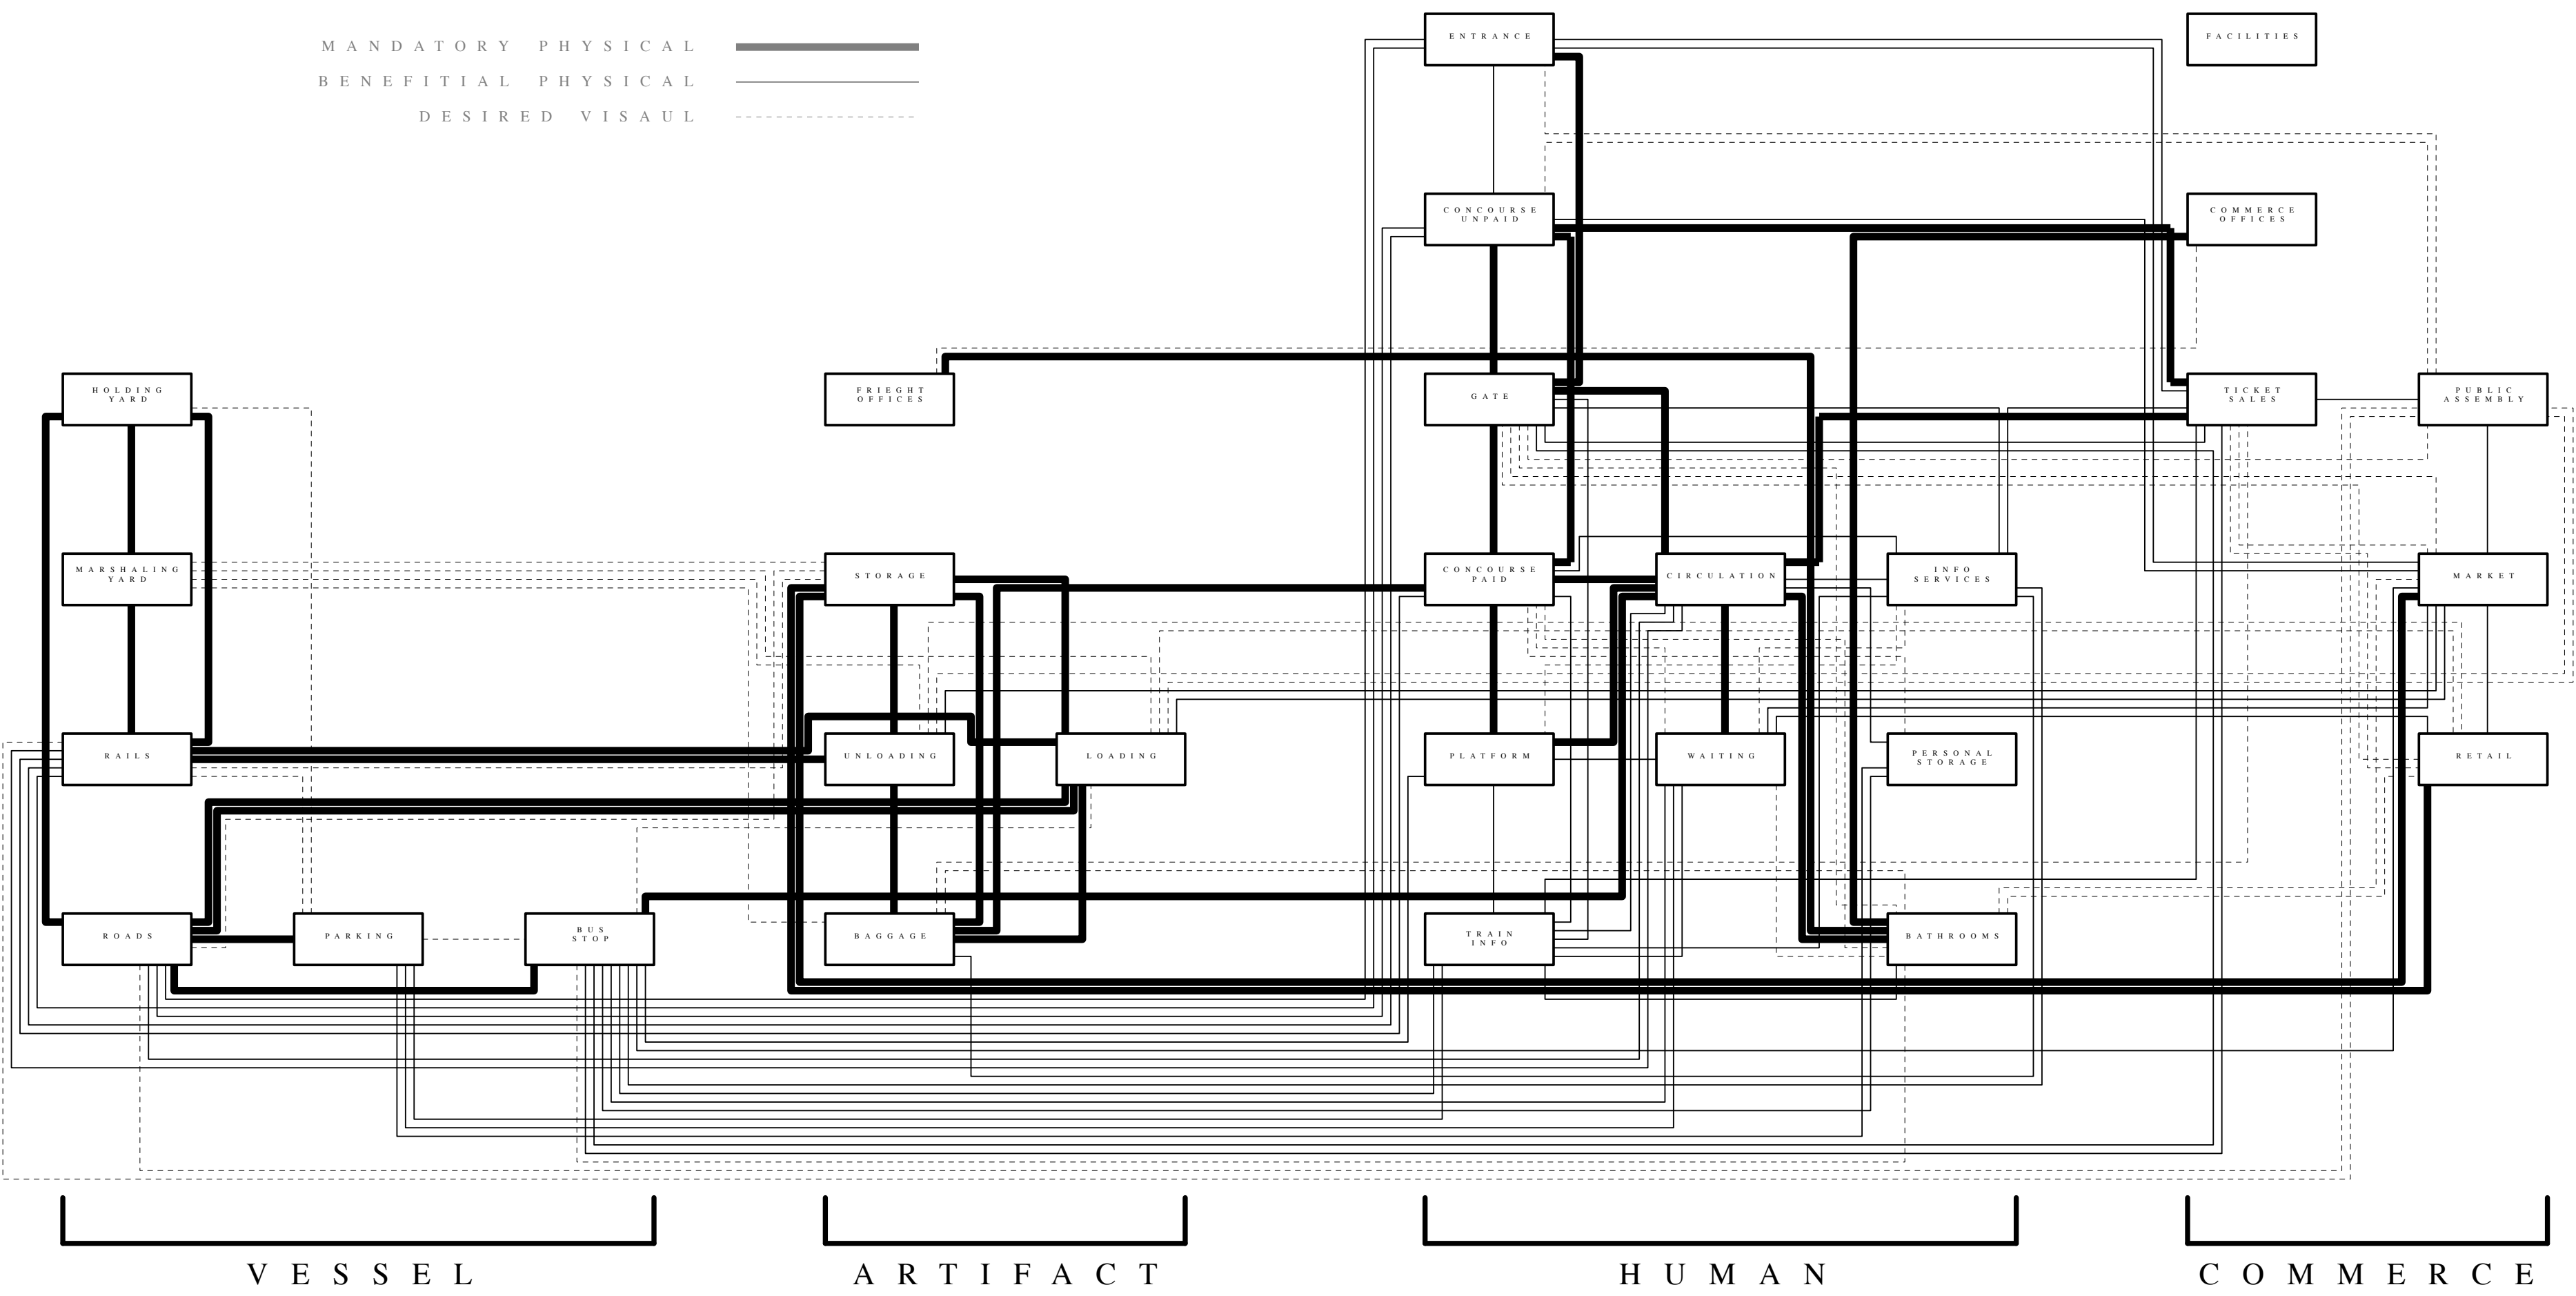 MANDATORY PHYSICAL
BENEFITIAL PHYSICAL
DESIRED VISAUL
ENTRANCE
FACILITIES
CONCOURSE
UNPAID
COMMERCE
OFFICES
HOLDING
YARD
FRIEGHT
OFFICES
GATE
TICKET
SALES
PUBLIC
ASSEMBLY
MARSHALING
YARD
STORAGE
CONCOURSE
PAID
CIRCULATION
INFO
SERVICES
MARKET
RAILS
UNLOADING
LOADING
PLATFORM
WAITING
PERSONAL
STORAGE
RETAIL
ROADS
PARKING
BUS
STOP
BAGGAGE
TRAIN
INFO
BATHROOMS
VESSEL
ARTIFACT
HUMAN
COMMERCE